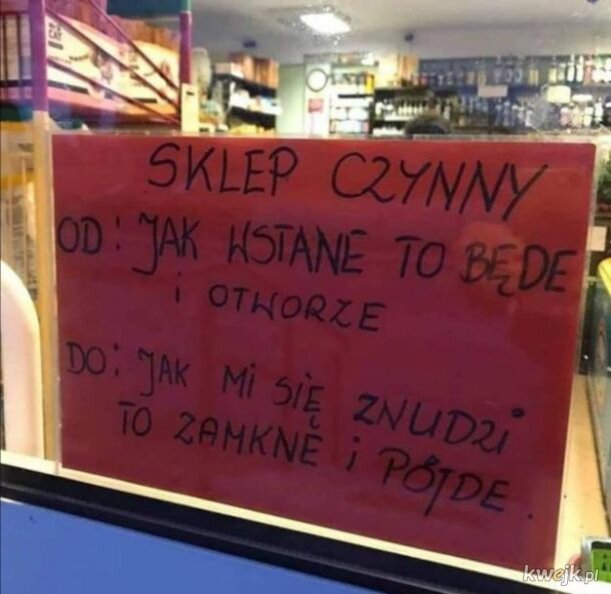 SKLEP CZYNNY
OD: JAK WSTANE TO BĘDE
i OTWORZE
DO: JAK Mi SIĘ ZNUDZi
TO ZAMKNĘ i PÓJDE.
kwejk.pl